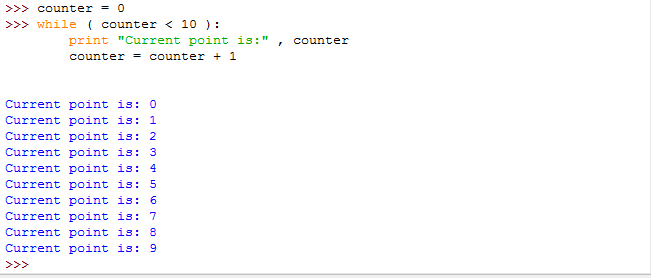 >>> counter = 0
>>> while ( counter < 10 ):
        print "Current point is:" , counter
        counter = counter + 1
Current point is: 0
Current point is: 1
Current point is: 2
Current point is: 3
Current point is: 4
Current point is: 5
Current point is: 6
Current point is: 7
Current point is: 8
Current point is: 9
>>>